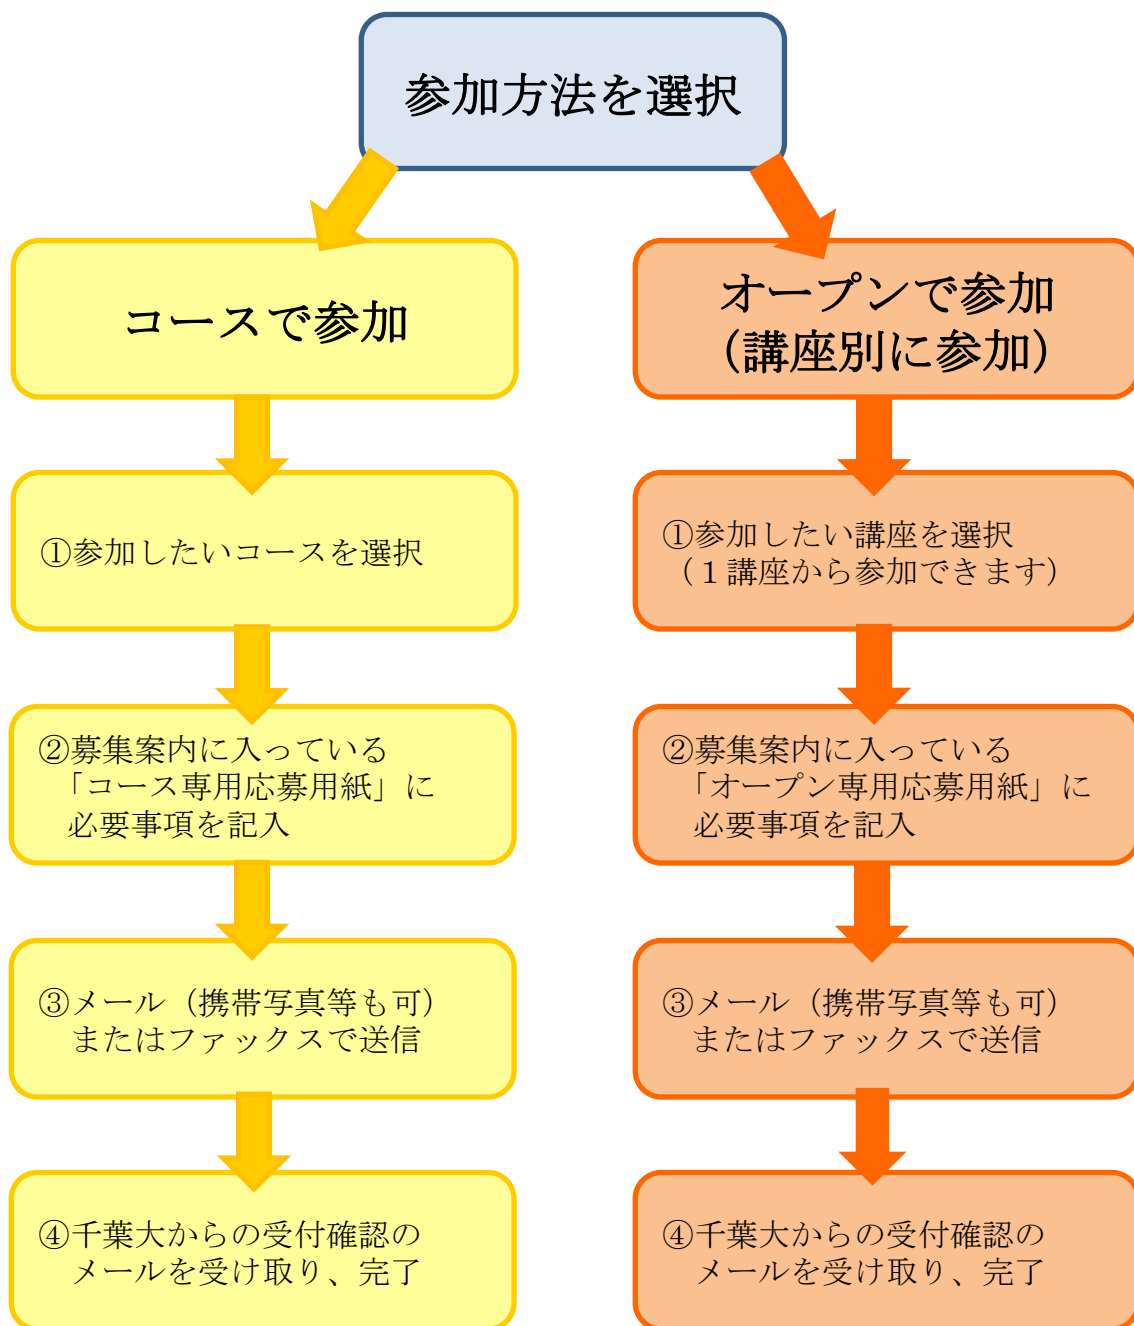 参加方法を選択
コースで参加
①参加したいコースを選択
②募集案内に入っている
「コース専用応募用紙」に
必要事項を記入
③メール（携帯写真等も可）
またはファックスで送信
④千葉大からの受付確認の
メールを受け取り、完了
オープンで参加
（講座別に参加）
①参加したい講座を選択
（１講座から参加できます）
②募集案内に入っている
「オープン専用応募用紙」に
必要事項を記入
③メール（携帯写真等も可）
またはファックスで送信
④千葉大からの受付確認の
メールを受け取り、完了